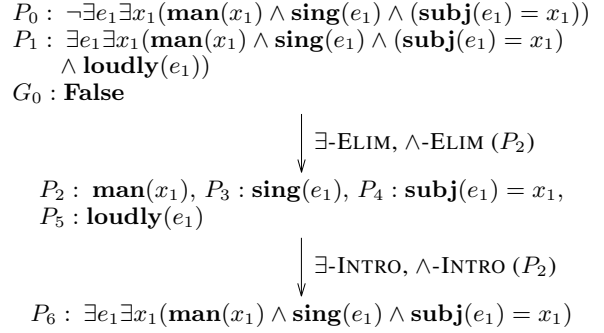 P₀ : ¬∃e₁∃x₁(man(x₁) ∧ sing(e₁) ∧ (subj(e₁) = x₁))
P₁ : ∃e₁∃x₁(man(x₁) ∧ sing(e₁) ∧ (subj(e₁) = x₁)
∧ loudly(e₁))
G₀ : False
∃-ELIM, ∧-ELIM (P₂)
P₂ : man(x₁), P₃ : sing(e₁), P₄ : subj(e₁) = x₁,
P₅ : loudly(e₁)
∃-INTRO, ∧-INTRO (P₂)
P₆ : ∃e₁∃x₁(man(x₁) ∧ sing(e₁) ∧ subj(e₁) = x₁)